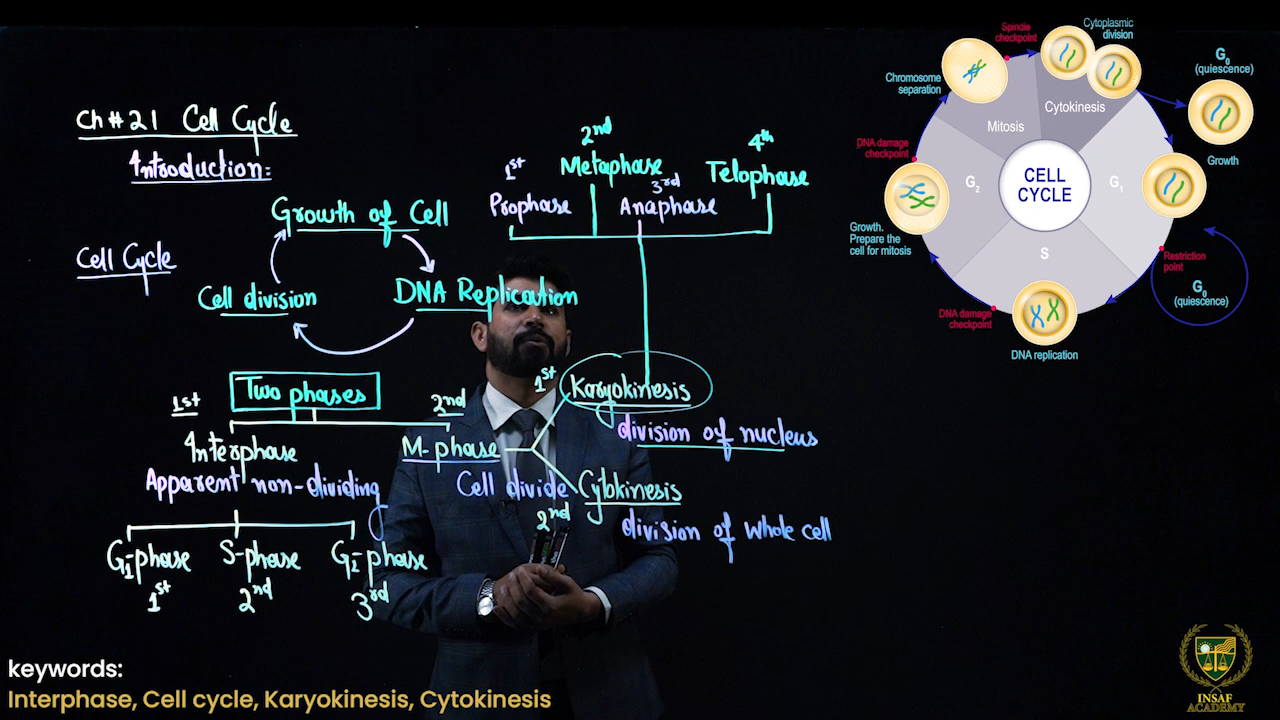 Ch # 21 Cell Cycle
Introduction:
Growth of Cell
Cell Cycle
Cell division
DNA Replication
Two phases
1st
Interphase
Apparent non-dividing
G1-phase
1st
S-phase
2nd
G2-phase
3rd
2nd
M-phase
Cell divide
1st
Karyokinesis
division of nucleus
Cytokinesis
2nd
division of whole cell
1st
Prophase
2nd
Metaphase
3rd
Anaphase
4th
Telophase
Spindle
checkpoint
Cytoplasmic
division
G0
(quiescence)
Chromosome
separation
Cytokinesis
Mitosis
DNA damage
checkpoint
G2
CELL
CYCLE
G1
Growth
Growth.
Prepare the
cell for mitosis
S
Restriction
point
G0
(quiescence)
DNA damage
checkpoint
DNA replication
keywords:
Interphase, Cell cycle, Karyokinesis, Cytokinesis
INSAF
ACADEMY